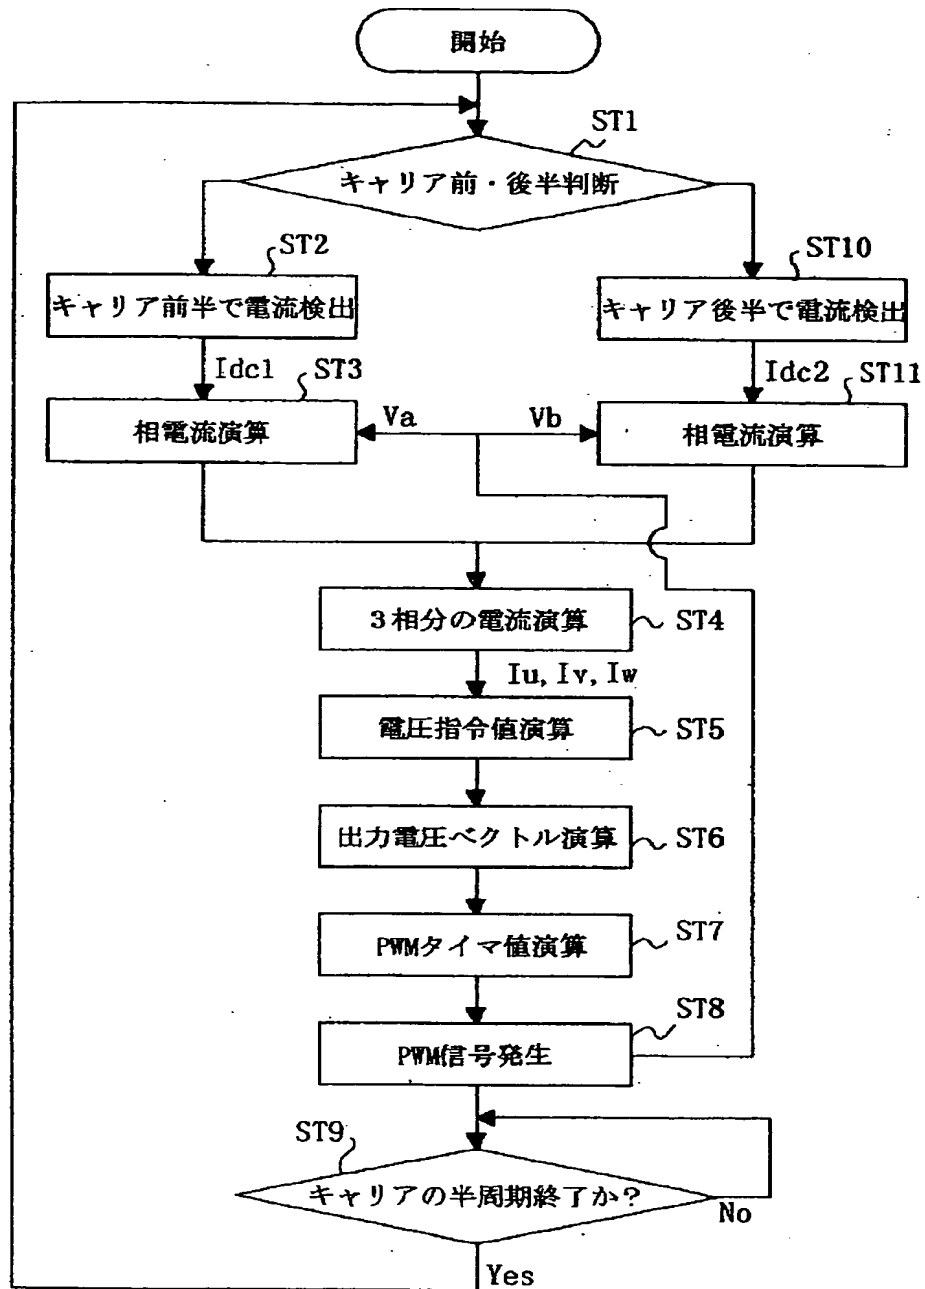 開始
ST1
キャリア前・後半判断
ST2
キャリア前半で電流検出
ST10
キャリア後半で電流検出
Idc1
ST3
Idc2
ST11
相電流演算
Va
Vb
相電流演算
3相分の電流演算
ST4
Iu, Iv, Iw
電圧指令値演算
ST5
出力電圧ベクトル演算
ST6
PWMタイマ値演算
ST7
PWM信号発生
ST8
ST9
キャリアの半周期終了か?
No
Yes